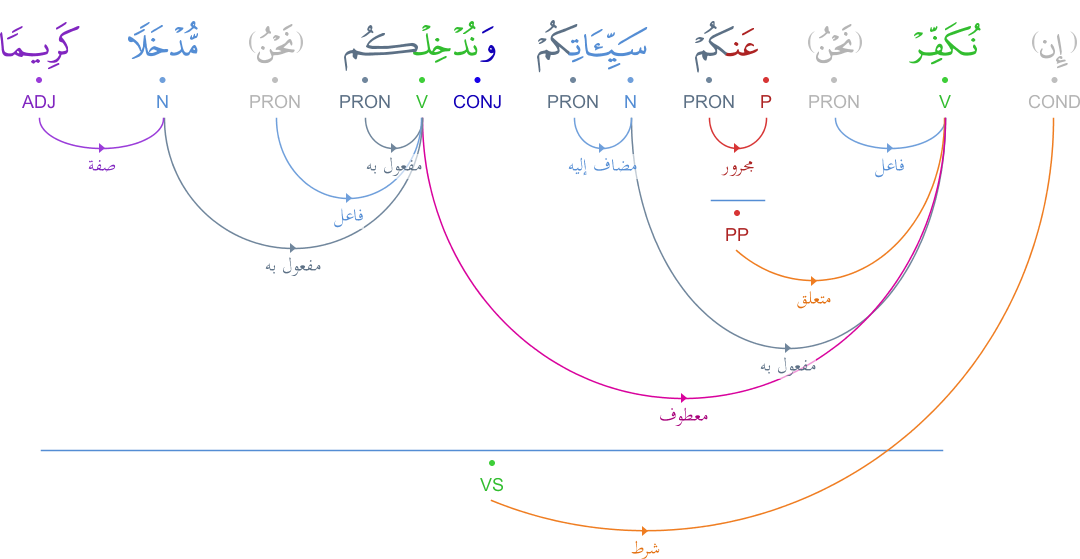 (إِن) نُكَفِّرْ (نَحْنُ) عَنكُمْ سَيِّـَٔاتِكُمْ وَنُدْخِلْكُم (نَحْنُ) مُّدْخَلًا كَرِيمًا
COND V PRON P PRON N PRON CONJ V PRON PRON N ADJ
فاعل مجرور مضاف إليه مفعول به صفة
فاعل
PP
مفعول به
متعلق
مفعول به
معطوف
VS
شرط